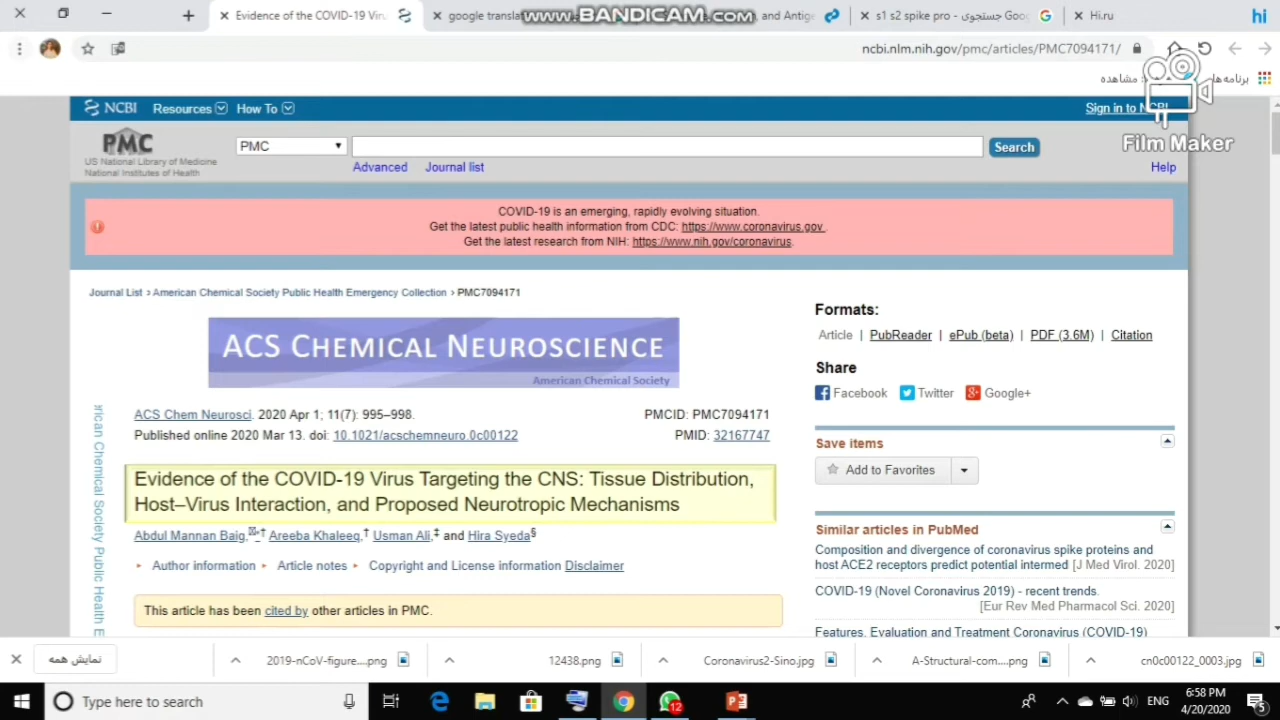 Evidence of the COVID-19 Viru
google transla
www.BANDICAM.com
, and Antige
s1 s2 spike pro - جستجوی Goo
Hi.ru
hi
ncbi.nlm.nih.gov/pmc/articles/PMC7094171/
برنامه‌ها
مشاهده
NCBI Resources How To
Sign in to NCBI
Film Maker
PMC
US National Library of Medicine
National Institutes of Health
PMC
Search
Advanced Journal list
Help
COVID-19 is an emerging, rapidly evolving situation.
Get the latest public health information from CDC: https://www.coronavirus.gov .
Get the latest research from NIH: https://www.nih.gov/coronavirus.
Journal List > American Chemical Society Public Health Emergency Collection > PMC7094171
ACS CHEMICAL NEUROSCIENCE
American Chemical Society
ACS Chem Neurosci. 2020 Apr 1; 11(7): 995–998.
PMCID: PMC7094171
Published online 2020 Mar 13. doi: 10.1021/acschemneuro.0c00122
PMID: 32167747
Evidence of the COVID-19 Virus Targeting the CNS: Tissue Distribution,
Host–Virus Interaction, and Proposed Neurotropic Mechanisms
Abdul Mannan Baig,*† Areeba Khaleeq,† Usman Ali,‡ and Hira Syeda§
Author information Article notes Copyright and License information Disclaimer
This article has been cited by other articles in PMC.
rican Chemical Society Public Health E
Formats:
Article | PubReader | ePub (beta) | PDF (3.6M) | Citation
Share
Facebook Twitter Google+
Save items
Add to Favorites
Similar articles in PubMed
Composition and divergence of coronavirus spike proteins and
host ACE2 receptors predict potential intermed [J Med Virol. 2020]
COVID-19 (Novel Coronavirus 2019) - recent trends.
[Eur Rev Med Pharmacol Sci. 2020]
Features, Evaluation and Treatment Coronavirus (COVID-19)
نمایش همه
2019-nCoV-figure....png
12438.png
Coronavirus2-Sino.jpg
A-Structural-com....png
cn0c00122_0003.jpg
Type here to search
12
ENG
6:58 PM
4/20/2020
5